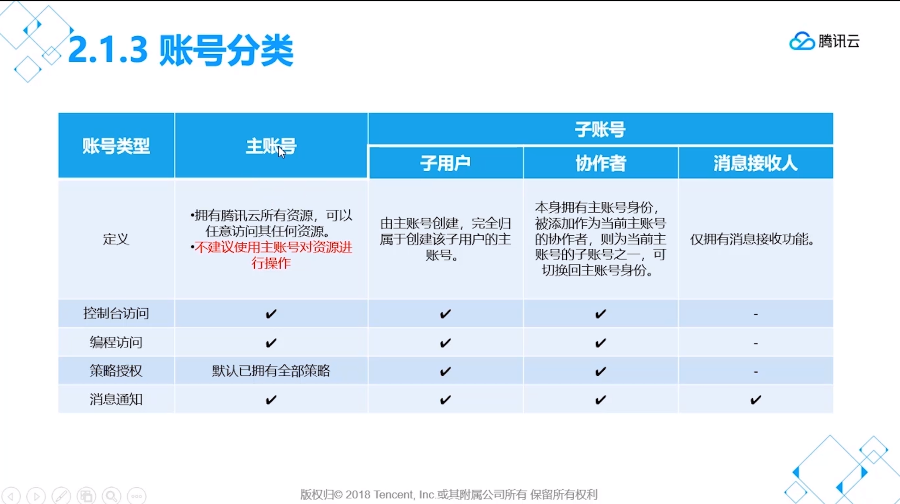 2.1.3 账号分类
腾讯云
账号类型
主账号
子账号
子用户
协作者
消息接收人
定义
•拥有腾讯云所有资源，可以
任意访问其任何资源。
•不建议使用主账号对资源进
行操作
由主账号创建，完全归
属于创建该子用户的主
账号。
本身拥有主账号身份，
被添加作为当前主账号
的协作者，则为当前主
账号的子账号之一，可
切换回主账号身份。
仅拥有消息接收功能。
控制台访问 ✔ ✔ ✔ -
编程访问 ✔ ✔ ✔ -
策略授权 默认已拥有全部策略 ✔ ✔ -
消息通知 ✔ ✔ ✔ ✔
版权归© 2018 Tencent, Inc.或其附属公司所有 保留所有权利